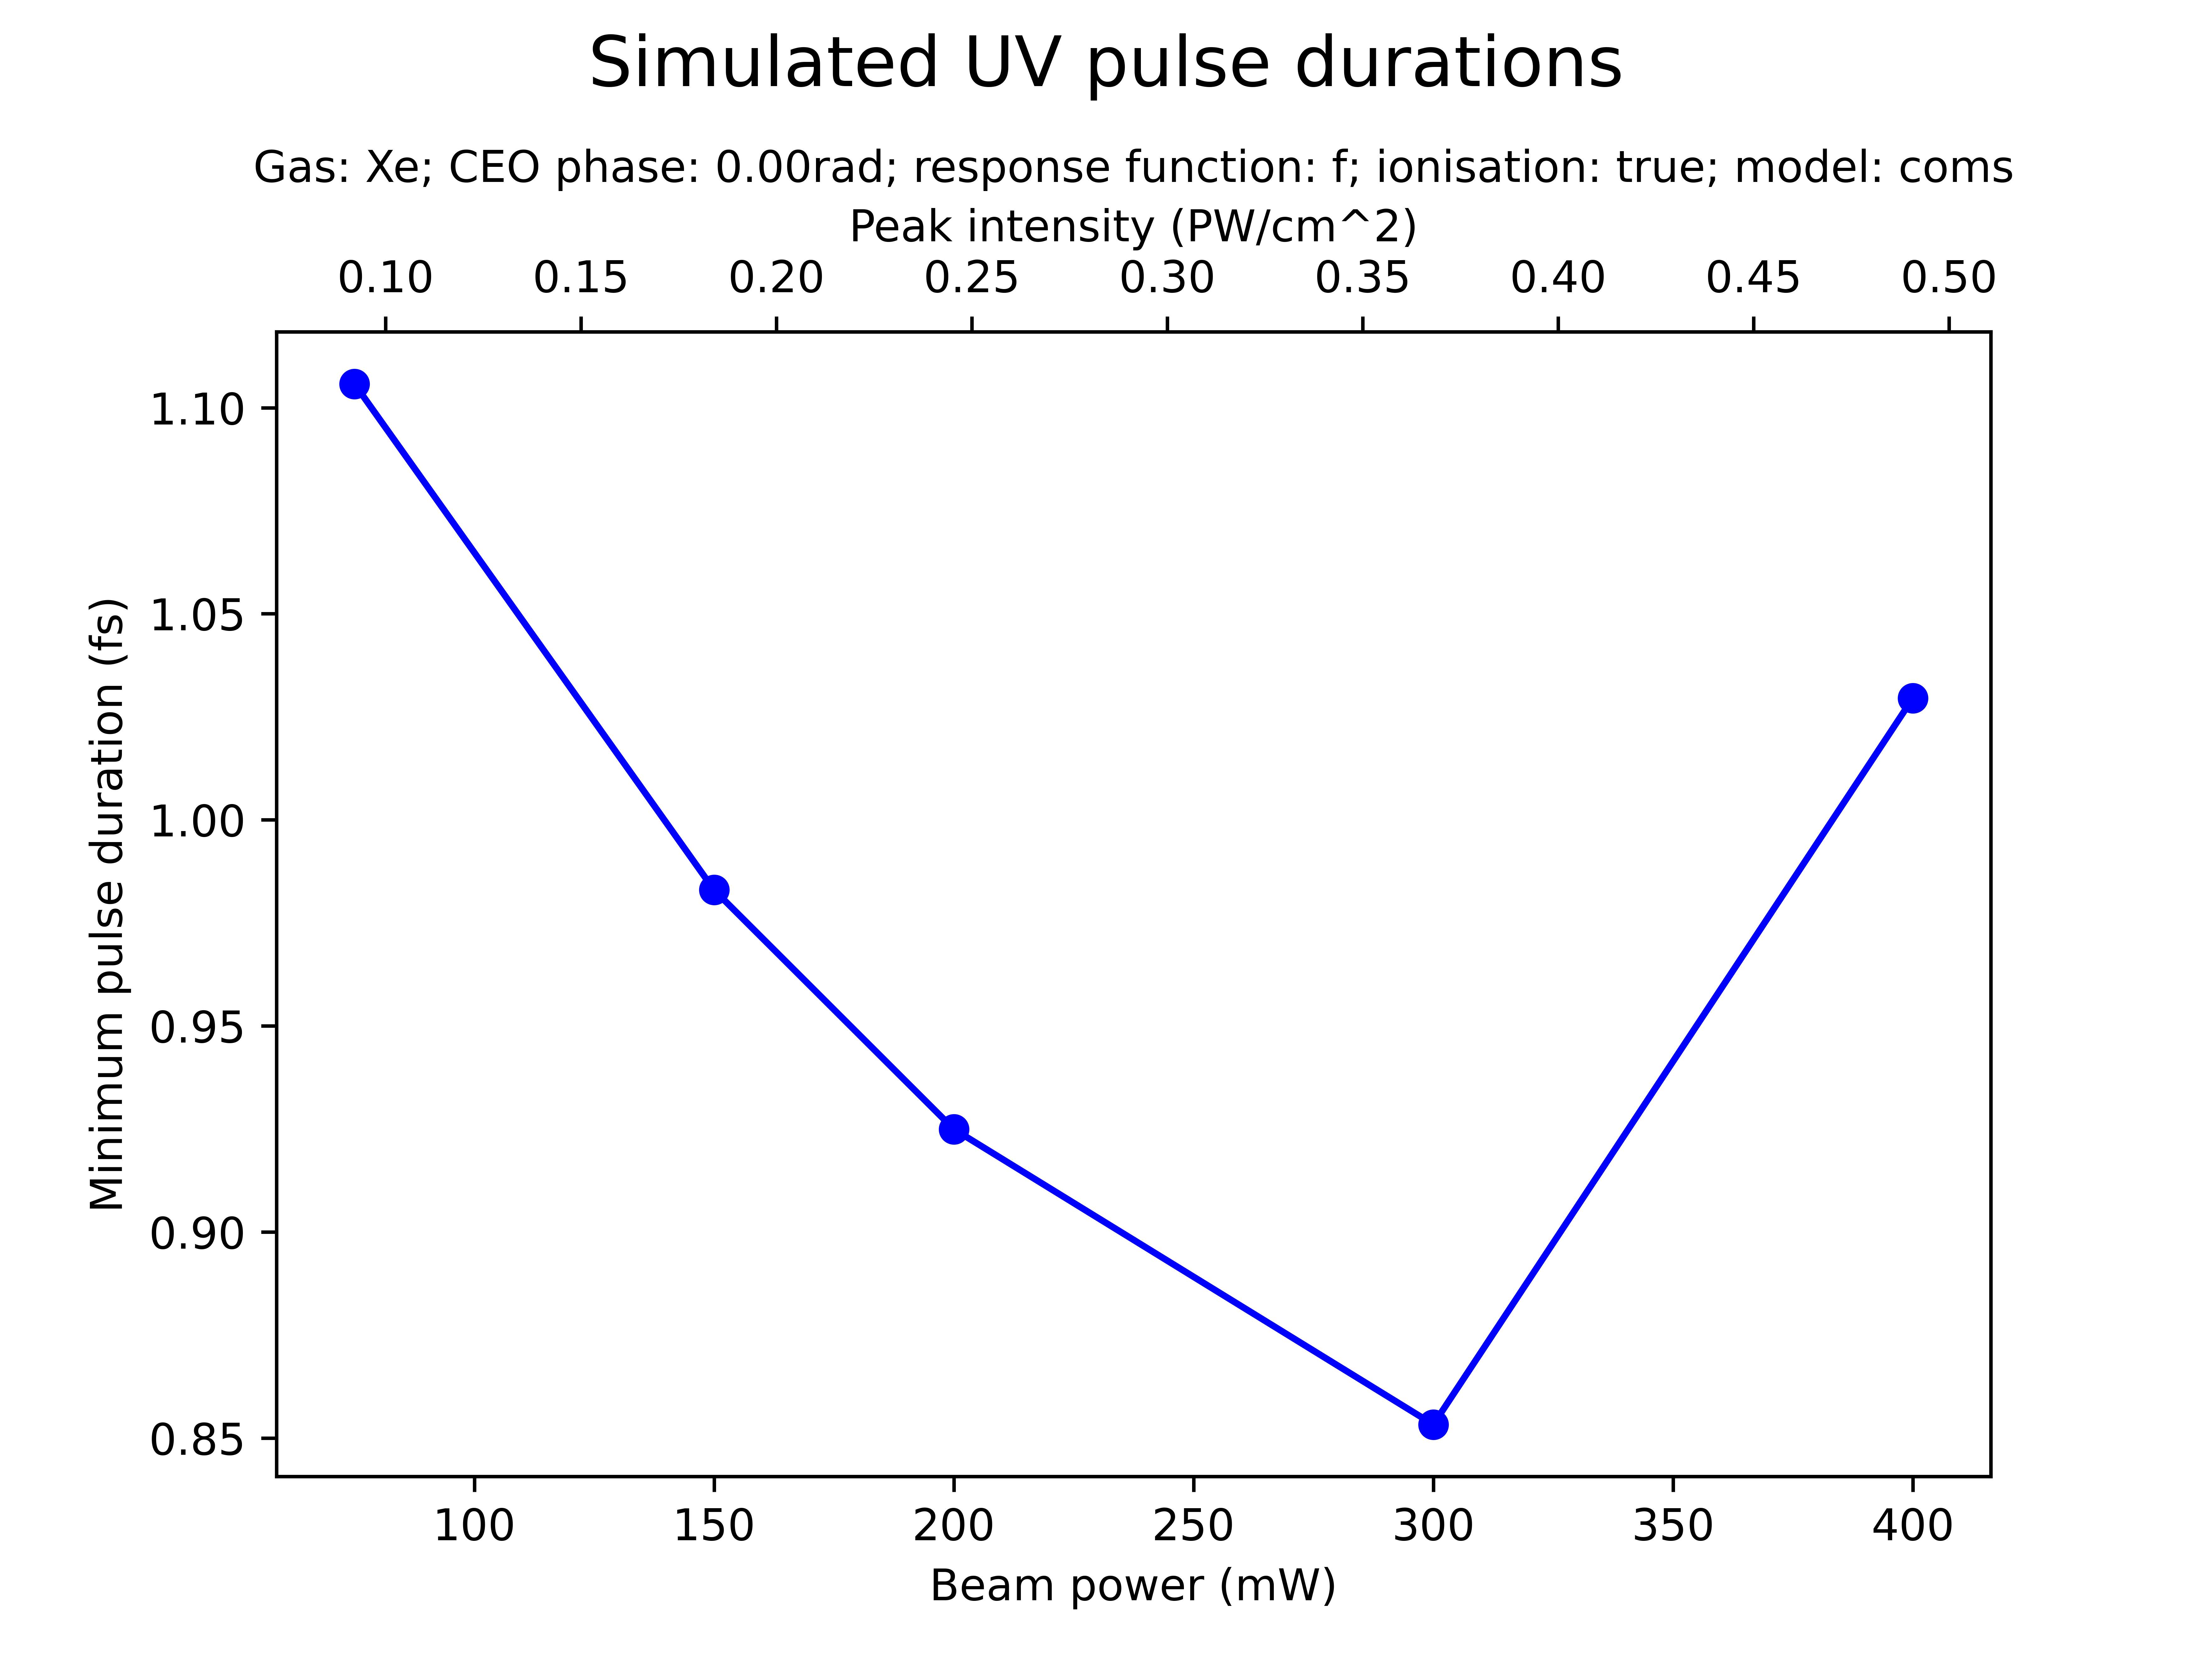 Simulated UV pulse durations
Gas: Xe; CEO phase: 0.00rad; response function: f; ionisation: true; model: coms
Peak intensity (PW/cm^2)
0.10 0.15 0.20 0.25 0.30 0.35 0.40 0.45 0.50
Minimum pulse duration (fs)
1.10
1.05
1.00
0.95
0.90
0.85
100 150 200 250 300 350 400
Beam power (mW)